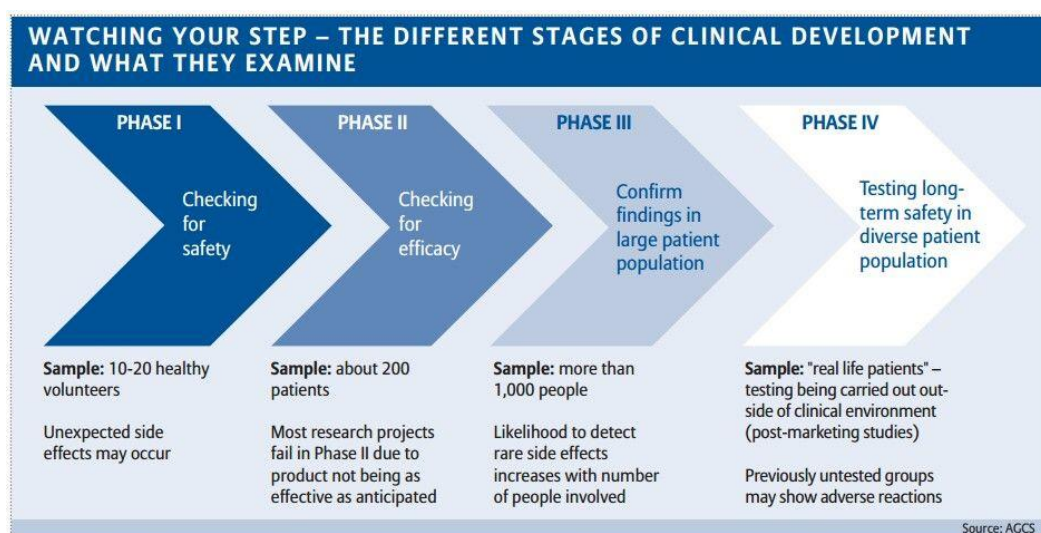 WATCHING YOUR STEP – THE DIFFERENT STAGES OF CLINICAL DEVELOPMENT
AND WHAT THEY EXAMINE
PHASE I
Checking
for
safety
Sample: 10-20 healthy
volunteers
Unexpected side
effects may occur
PHASE II
Checking
for
efficacy
Sample: about 200
patients
Most research projects
fail in Phase II due to
product not being as
effective as anticipated
PHASE III
Confirm
findings in
large patient
population
Sample: more than
1,000 people
Likelihood to detect
rare side effects
increases with number
of people involved
PHASE IV
Testing long-
term safety in
diverse patient
population
Sample: "real life patients" –
testing being carried out out-
side of clinical environment
(post-marketing studies)
Previously untested groups
may show adverse reactions
Source: AGCS